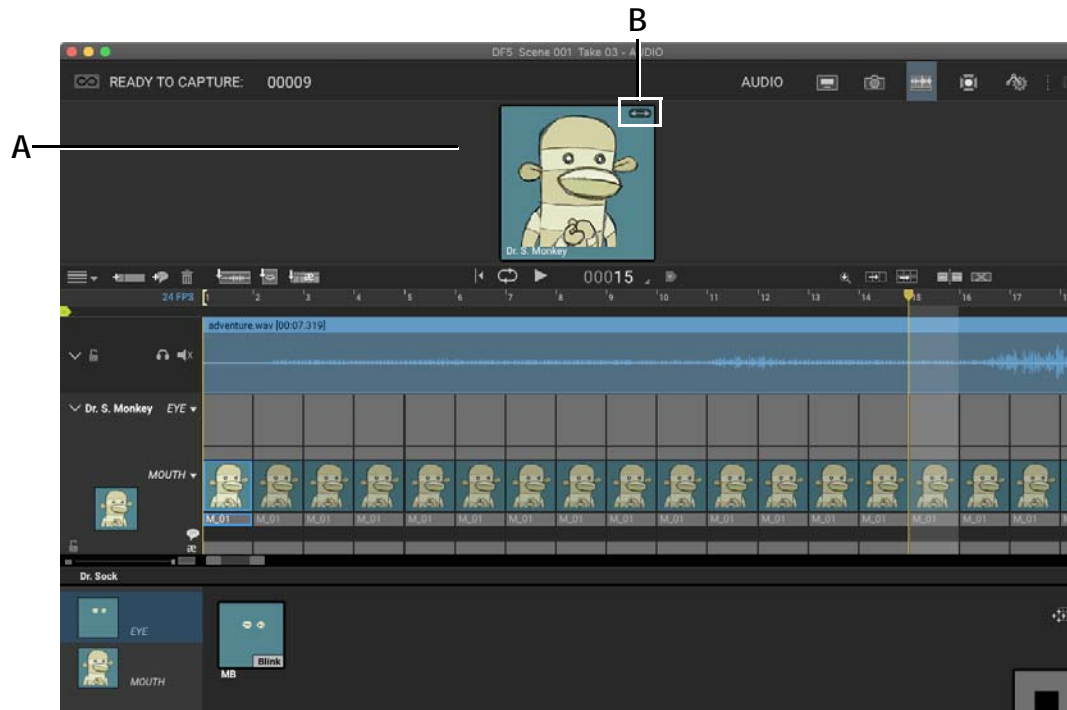 B
A
DF5 Scene 001 Take 03 - AUDIO
READY TO CAPTURE: 00009 AUDIO
Dr. S. Monkey
00015
24 FPS 1 2 3 4 5 6 7 8 9 10 11 12 13 14 15 16 17
adventure.wav [00:07.319]
Dr. S. Monkey EYE
MOUTH
M_01 M_01 M_01 M_01 M_01 M_01 M_01 M_01 M_01 M_01 M_01 M_01 M_01 M_01 M_01 M_01 M_01
æ
Dr. Sock
EYE
Blink
MB
MOUTH